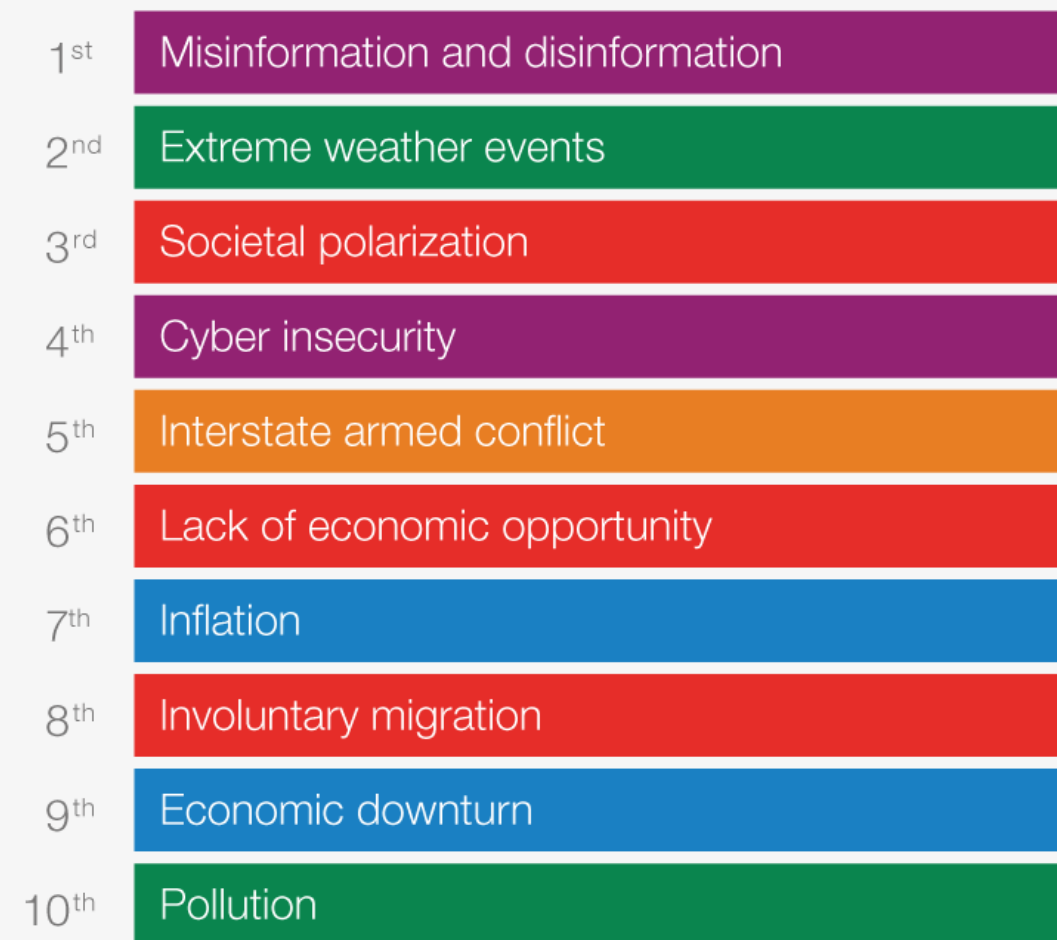 1st Misinformation and disinformation
2nd Extreme weather events
3rd Societal polarization
4th Cyber insecurity
5th Interstate armed conflict
6th Lack of economic opportunity
7th Inflation
8th Involuntary migration
9th Economic downturn
10th Pollution